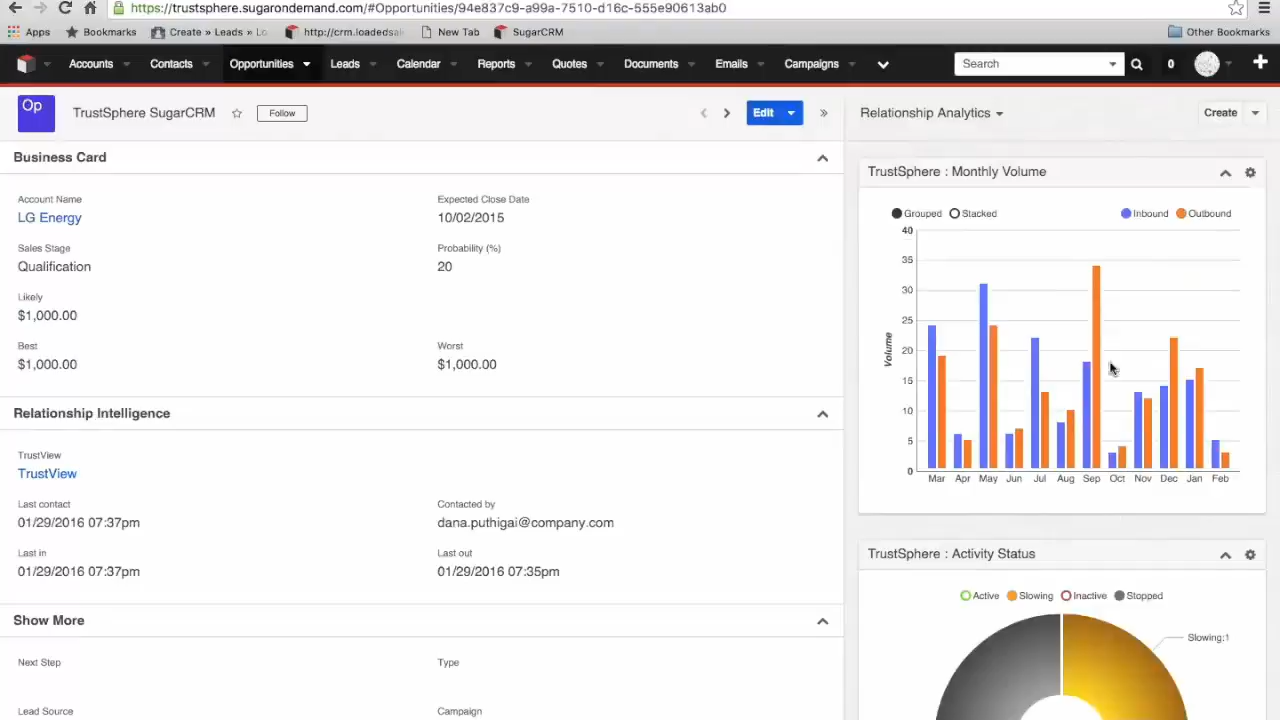 https://trustsphere.sugarondemand.com/#Opportunities/94e837c9-a99a-7510-d16c-555e90613ab0
Apps Bookmarks Create » Leads » Lo http://crm.loadedsal New Tab SugarCRM Other Bookmarks
Accounts Contacts Opportunities Leads Calendar Reports Quotes Documents Emails Campaigns Search 0
Op TrustSphere SugarCRM Follow Edit
Relationship Analytics Create
Business Card
Account Name Expected Close Date
LG Energy 10/02/2015
Sales Stage Probability (%)
Qualification 20
Likely
$1,000.00
Best Worst
$1,000.00 $1,000.00
Relationship Intelligence
TrustView
TrustView
Last contact Contacted by
01/29/2016 07:37pm dana.puthigai@company.com
Last in Last out
01/29/2016 07:37pm 01/29/2016 07:35pm
Show More
Next Step Type
Lead Source Campaign
TrustSphere : Monthly Volume
Grouped Stacked Inbound Outbound
40
35
30
25
20
15
10
5
0
Volume
Mar Apr May Jun Jul Aug Sep Oct Nov Dec Jan Feb
TrustSphere : Activity Status
Active Slowing Inactive Stopped
Slowing:1